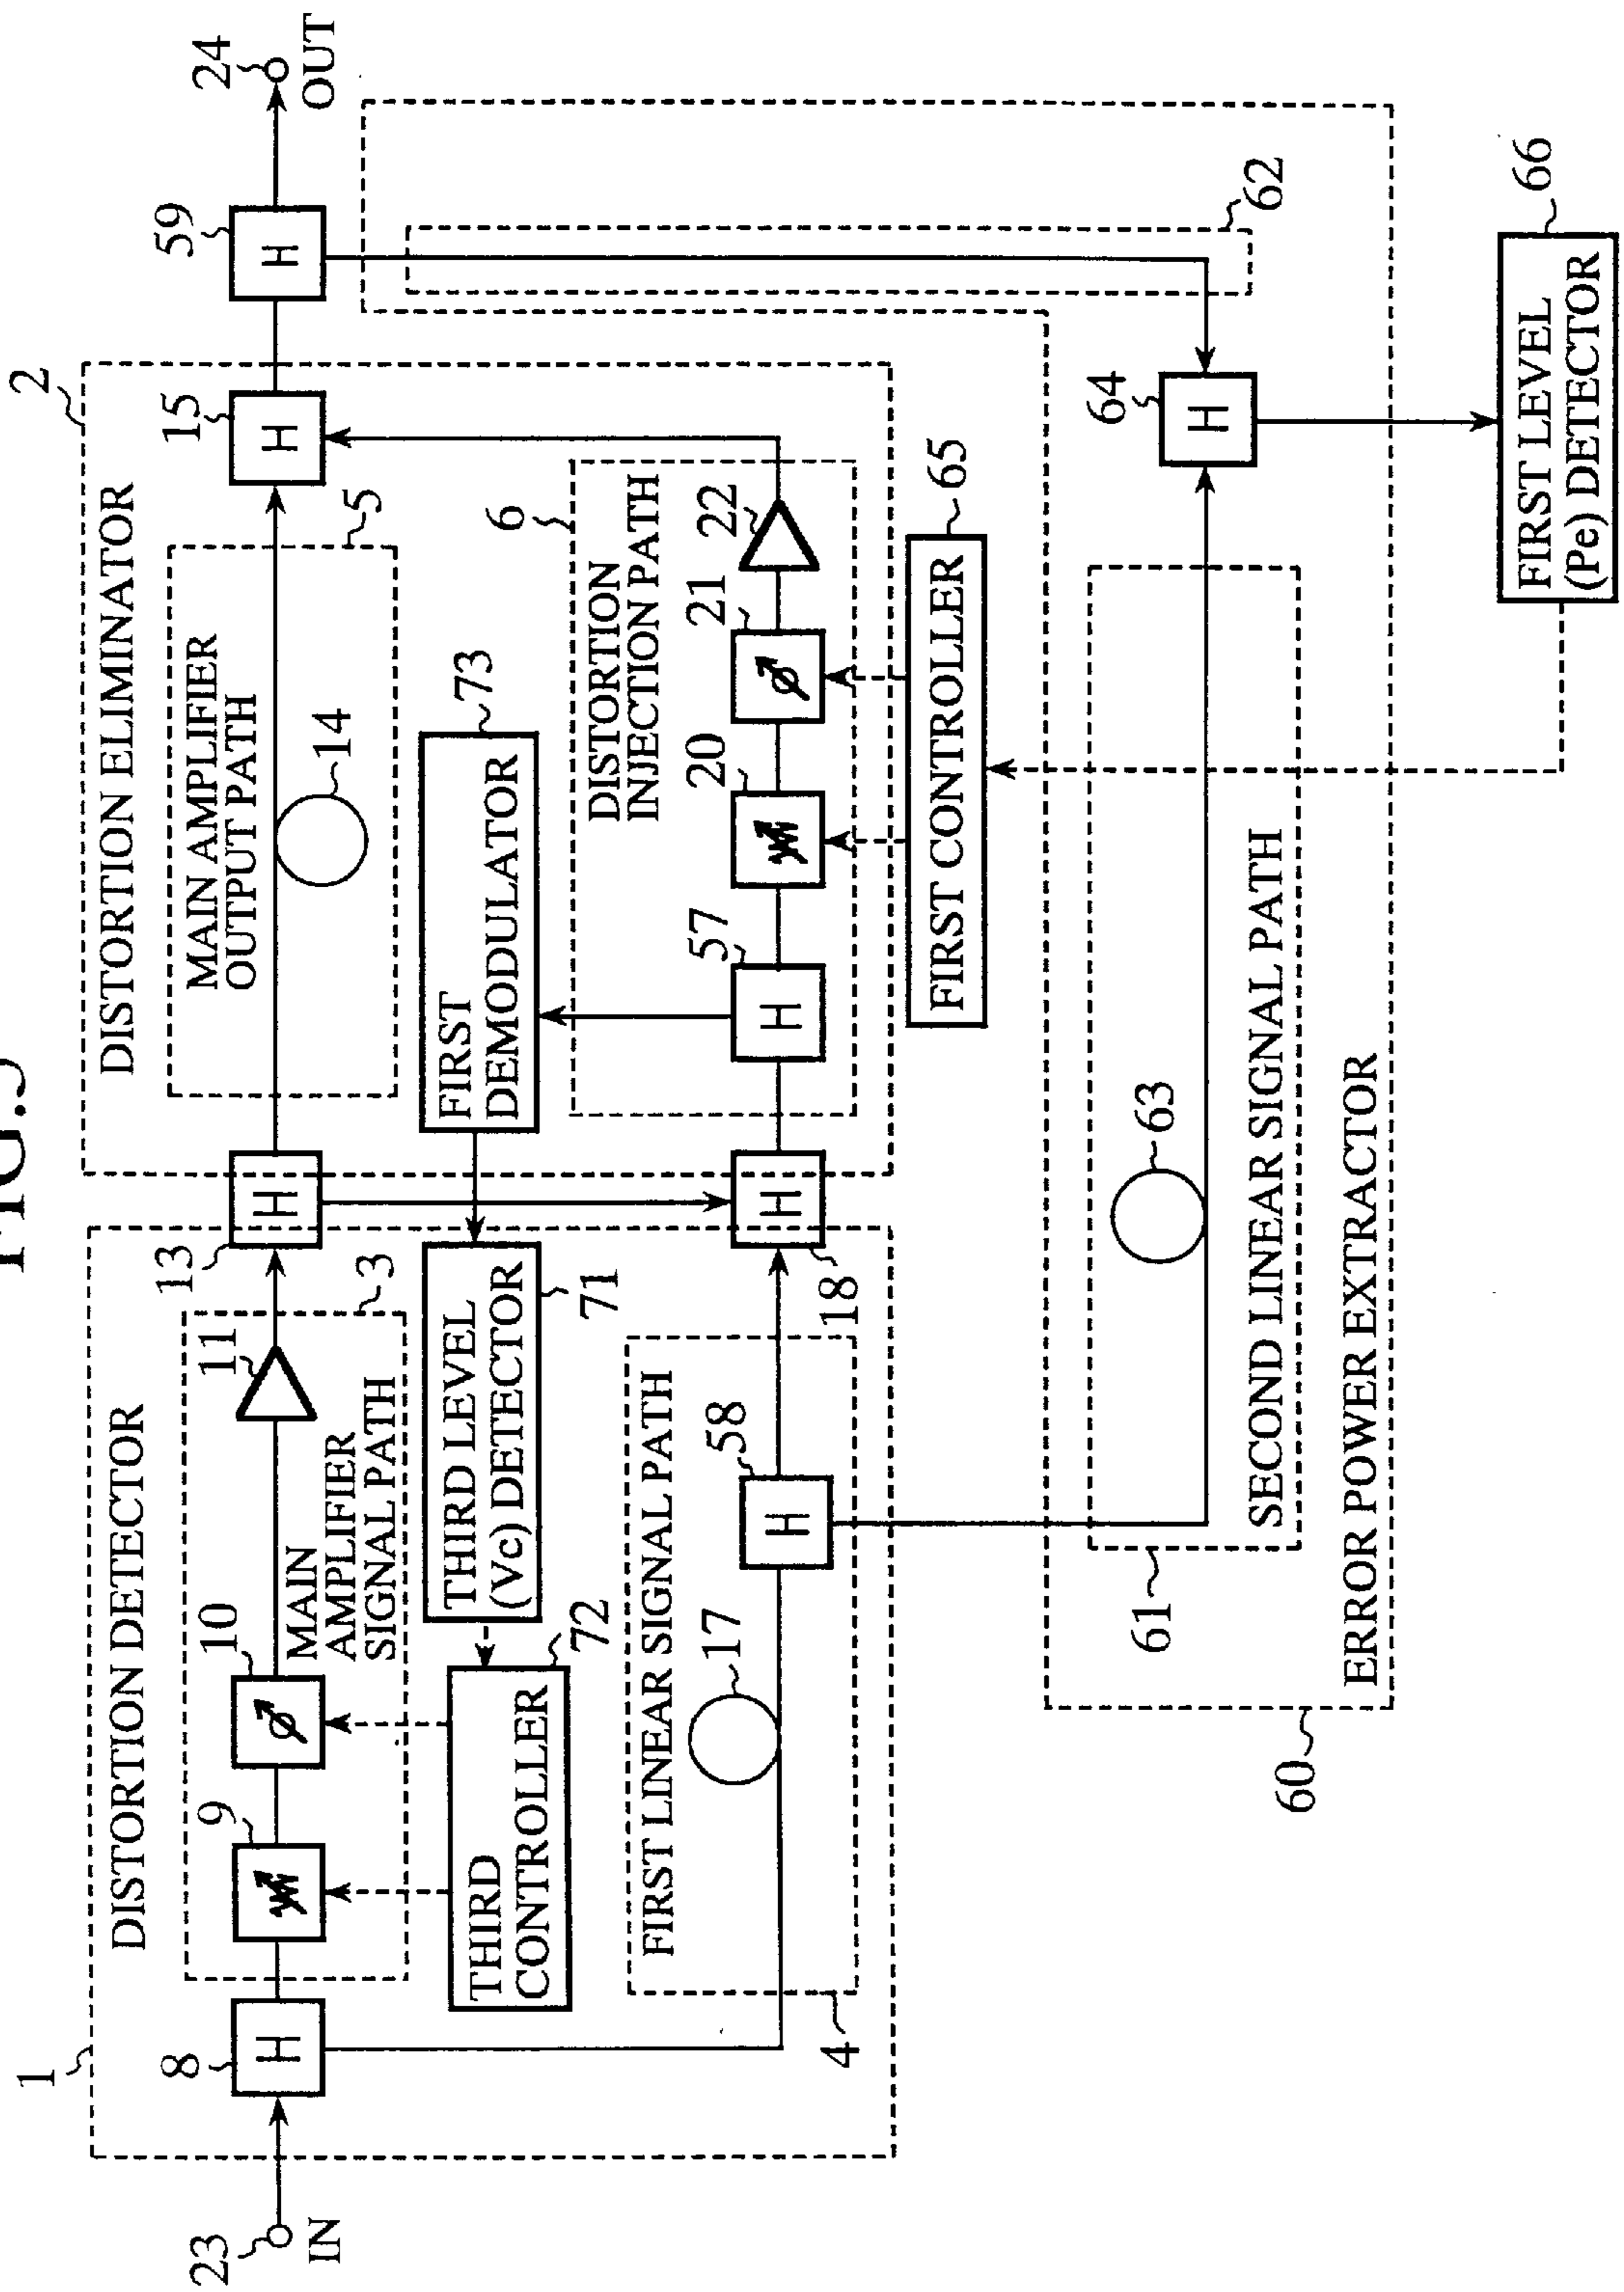 1
DISTORTION DETECTOR
2
DISTORTION ELIMINATOR
23
IN
8
H
9
10
MAIN
AMPLIFIER
SIGNAL PATH
11
3
13
H
MAIN AMPLIFIER
OUTPUT PATH
14
5
15
H
59
H
24
OUT
THIRD
CONTROLLER
72
THIRD LEVEL
(Vc) DETECTOR
71
FIRST
DEMODULATOR
73
6
DISTORTION
INJECTION PATH
FIRST LINEAR SIGNAL PATH
4
17
58
H
18
H
57
H
20
21
22
FIRST CONTROLLER
65
62
61
63
SECOND LINEAR SIGNAL PATH
64
H
60
ERROR POWER EXTRACTOR
FIRST LEVEL
(Pe) DETECTOR
66